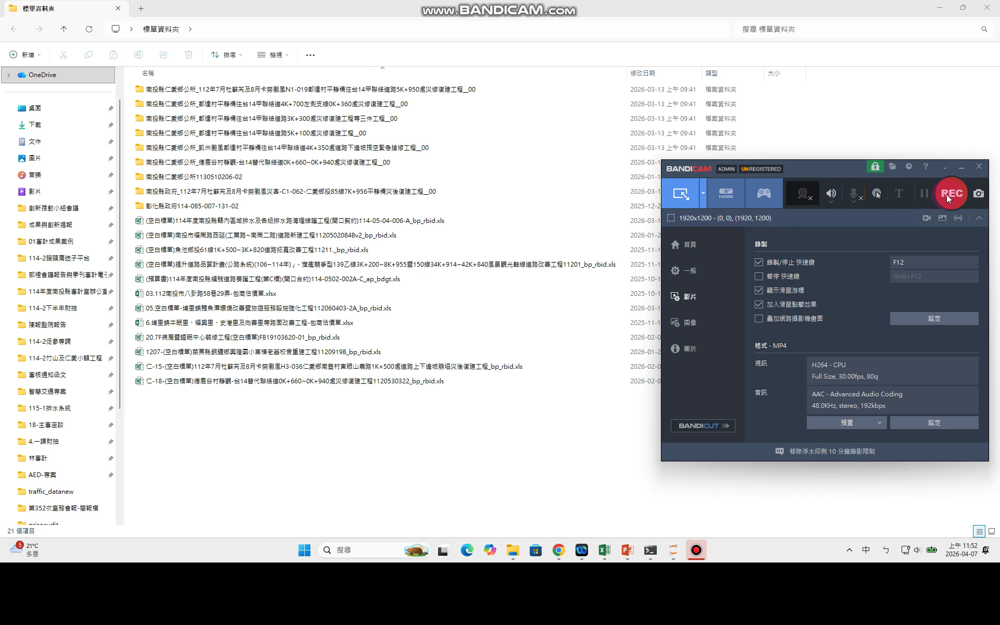 標單資料夾
www.BANDICAM.com
標單資料夾
搜尋 標單資料夾
新增
排序
檢視
OneDrive
桌面
下載
文件
圖片
音樂
影片
創新推動小組會議
成果與創新提報
01審計成果案例
114-2貓頭鷹送子平台
部裡會議報告與季刊審計電子
114年度南投縣審計室辦公室
114-2下半年財抽
陳報監院報告
114-2促參專調
114-2竹山及仁愛小額工程
審核通知函文
智慧交通專案
115-1排水系統
18-主審座談
4.一課財抽
林審計
AED-專案
traffic_datanew
第352次室務會報-簡報檔
priceaudit
名稱 修改日期 類型 大小
南投縣仁愛鄉公所_112年7月杜蘇芮及8月卡努颱風N1-019都達村平靜橋往台14甲聯絡道路5K+950處災修復建工程__00 2026-03-13 上午 09:41 檔案資料夾
南投縣仁愛鄉公所_都達村平靜橋往台14甲聯絡道4K+700左側支線0K+360處災修復建工程__00 2026-03-13 上午 09:41 檔案資料夾
南投縣仁愛鄉公所_都達村平靜橋往台14甲聯絡道路3K+300處災修復建工程等三件工程__00 2026-03-13 上午 09:41 檔案資料夾
南投縣仁愛鄉公所_都達村平靜橋往台14甲聯絡道路5K+100處災修復建工程__00 2026-03-13 上午 09:41 檔案資料夾
南投縣仁愛鄉公所_凱米颱風都達村平靜橋往台14甲聯絡道4K+350處道路下邊坡掏空緊急搶修工程__00 2026-03-13 上午 09:41 檔案資料夾
南投縣仁愛鄉公所_德鹿谷村靜觀-台14替代聯絡道0K+660~0K+940處災修復建工程__00 2026-03-1
南投縣仁愛鄉公所1130510206-02 2026-01-1
南投縣政府_112年7月杜蘇芮及8月卡努颱風災害-C1-062-仁愛鄉投85線7K+956平靜橋災後復建工程__00 2026-03-1
彰化縣政府114-085-007-131-02 2025-12-2
(空白標單)114年度南投縣轄內區域排水及各級排水路清理維護工程(開口契約)114-05-04-006-A_bp_rbid.xls 2026-03-1
(空白標單)南投市福崗路西延(工業路~南崗二路)道路新建工程1120502084Bv2_bp_rbid.xls 2026-01-2
(空白標單)魚池鄉投61線1K+500~3K+820道路拓寬改善工程11211._bp_rbid.xls 2025-11-1
(空白標單)提升道路品質計畫(公路系統)(106~114年)」- 旗艦競爭型139乙線3K+200~8K+955暨150線34K+914~42K+840風景觀光軸線道路改善工程11201_bp_rbid.xls 2025-11-1
(預算書)114年度南投縣編號道路養護工程(第C標)(開口合約)114-0502-002A-C_ap_bdgt.xls 2025-10-1
03.112南投市八卦路58巷29弄-包商估價單.xlsx 2025-10-1
05.空白標單-埔里鎮鯉魚潭環境改善暨旅遊服務設施強化工程112060403-2A_bp_rbid.xls 2026-03-1
6.埔里鎮牛眠里、福興里、史港里及向善里等路面改善工程-包商估價單.xlsx 2025-11-1
20.7F病房暨睡眠中心裝修工程(空白標單)FB19103620-01_bp_rbid.xls 2026-02-0
1207-(空白標單)苗栗縣銅鑼鄉興隆國小東棟老舊校舍重建工程1120919B_bp_rbid.xls 2026-01-2
仁-15-(空白標單)112年7月杜蘇芮及8月卡努颱風H3-036仁愛鄉南豐村東眼山農路1K+500處道路上下邊坡崩塌災後復建工程_bp_rbid.xls 2026-02-0
仁-18-(空白標單)德鹿谷村靜觀-台14替代聯絡道0K+660~0K+940處災修復建工程1120530322_bp_rbid.xls 2026-02-0
BANDICAM ADMIN UNREGISTERED
HDMI
REC
1920x1200 - (0, 0), (1920, 1200)
首頁
一般
影片
圖像
關於
BANDICUT
錄製
錄製/停止 快速鍵 F12
暫停 快速鍵 Shift+F12
顯示滑鼠游標
加入滑鼠點擊效果
疊加網路攝影機畫面 設定
格式 - MP4
視訊
H264 - CPU
Full Size, 30.00fps, 80q
音訊
AAC - Advanced Audio Coding
48.0KHz, stereo, 192kbps
預置 設定
移除浮水印與 10 分鐘錄影限制
21 個項目
5
21°C
多雲
搜尋
中
上午 11:52
2026-04-07